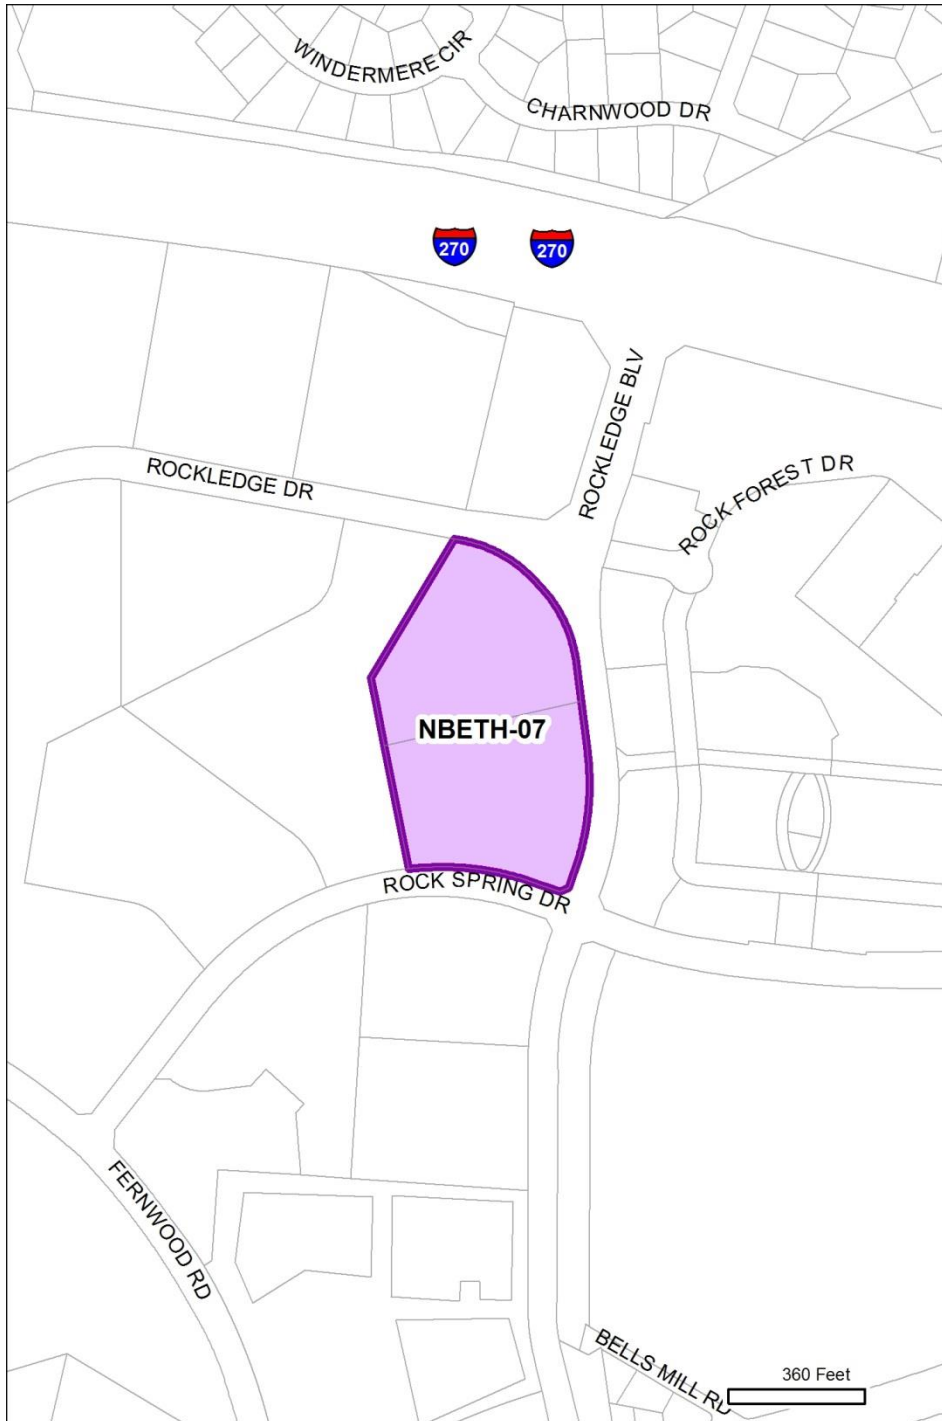 WINDERMERE CIR
CHARNWOOD DR
270
270
ROCKLEDGE BLV
ROCKLEDGE DR
ROCK FOREST DR
NBETH-07
ROCK SPRING DR
FERNWOOD RD
BELLS MILL RD
360 Feet